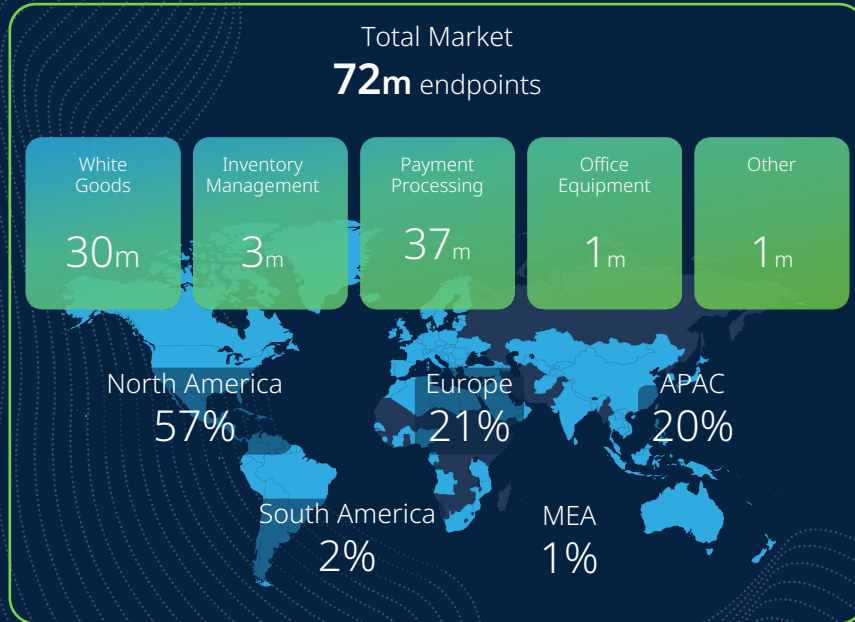 Total Market
72m endpoints
White
Goods
30m
Inventory
Management
3m
Payment
Processing
37m
Office
Equipment
1m
Other
1m
North America
57%
Europe
21%
APAC
20%
South America
2%
MEA
1%